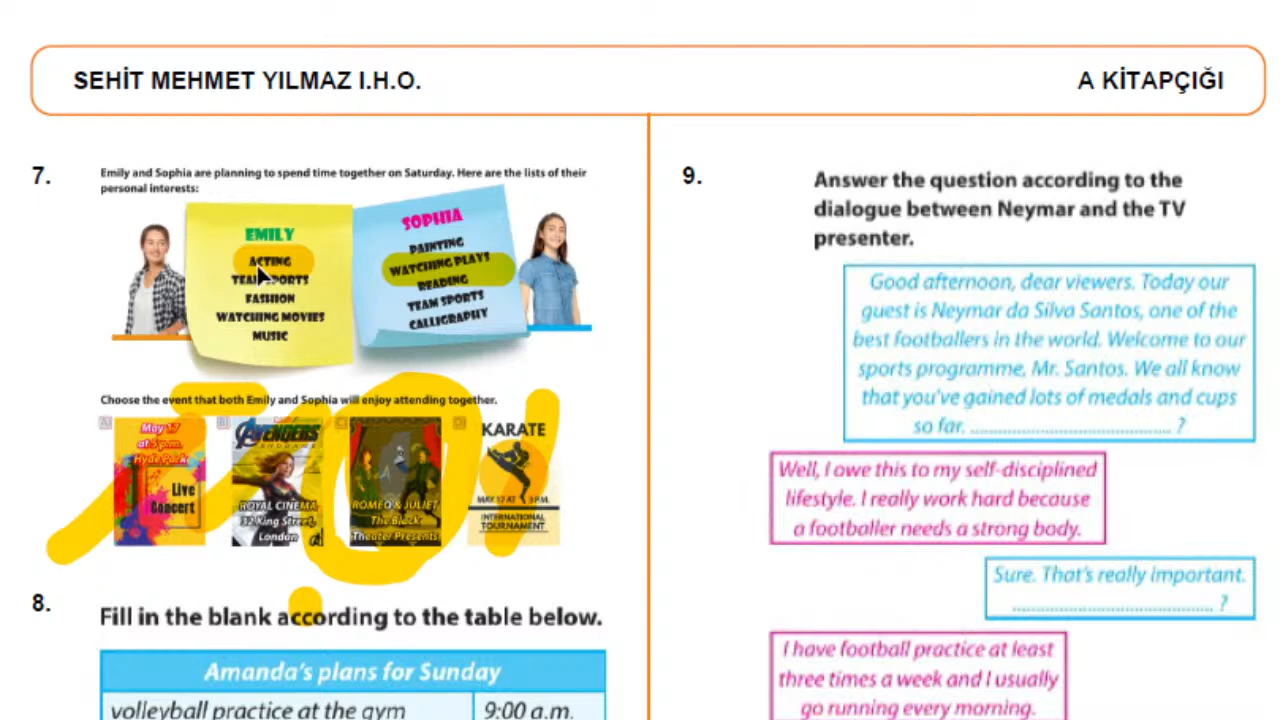 SEHİT MEHMET YILMAZ I.H.O.
A KİTAPÇIĞI
7.
Emily and Sophia are planning to spend time together on Saturday. Here are the lists of their
personal interests:
EMILY
ACTING
TEAM SPORTS
FASHION
WATCHING MOVIES
MUSIC
SOPHIA
PAINTING
WATCHING PLAYS
READING
TEAM SPORTS
CALLIGRAPHY
Choose the event that both Emily and Sophia will enjoy attending together.
A)
May 17
at 5 p.m.
Hyde Park
Live
Concert
B)
AVENGERS
ENDGAME
ROYAL CINEMA
32 King Street,
London
C)
ROMEO & JULIET
The Black
Theater Presents
D)
KARATE
MAY 17 AT 3 P.M.
INTERNATIONAL
TOURNAMENT
8.
Fill in the blank according to the table below.
Amanda's plans for Sunday
volleyball practice at the gym
9:00 a.m.
9.
Answer the question according to the
dialogue between Neymar and the TV
presenter.
Good afternoon, dear viewers. Today our
guest is Neymar da Silva Santos, one of the
best footballers in the world. Welcome to our
sports programme, Mr. Santos. We all know
that you've gained lots of medals and cups
so far. ........................................ ?
Well, I owe this to my self-disciplined
lifestyle. I really work hard because
a footballer needs a strong body.
Sure. That's really important.
........................................ ?
I have football practice at least
three times a week and I usually
go running every morning.